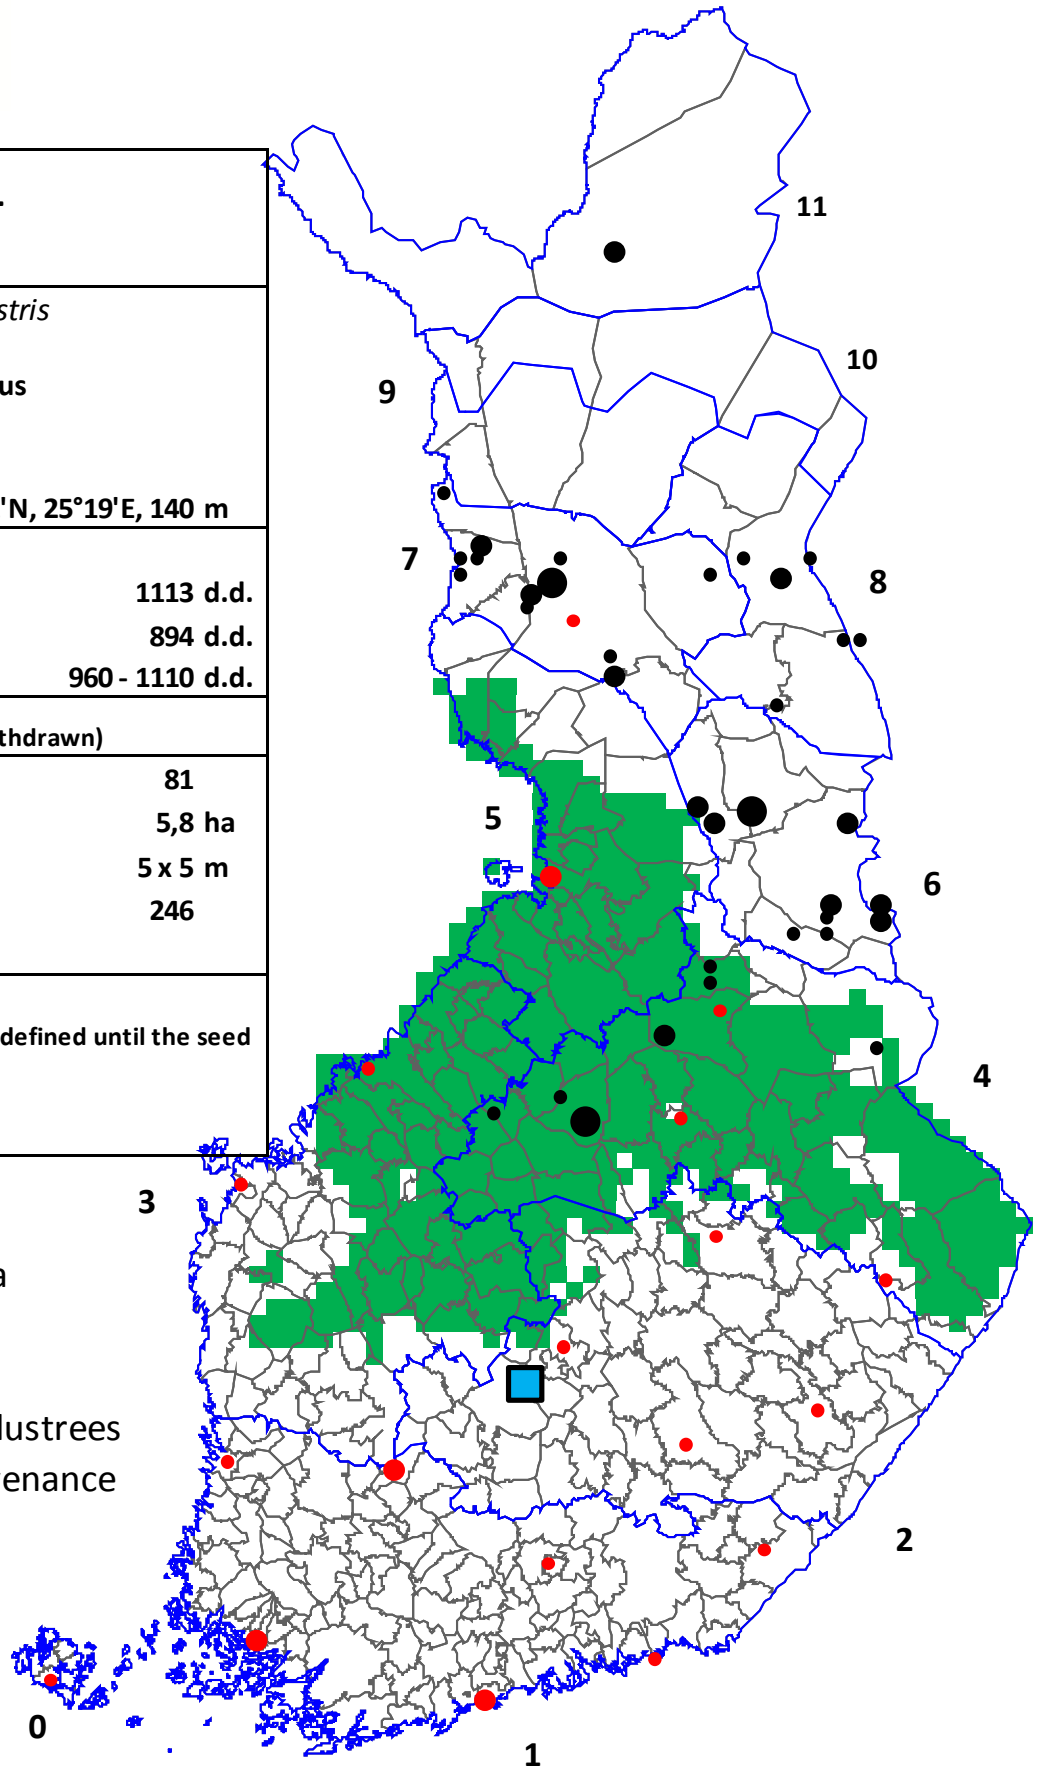 .
stris
us
'N, 25°19'E, 140 m
1113 d.d.
894 d.d.
960 - 1110 d.d.
thdrawn)
81
5,8 ha
5 x 5 m
246
defined until the seed
a
lustrees
venance
11
10
9
8
7
6
5
4
3
2
1
0